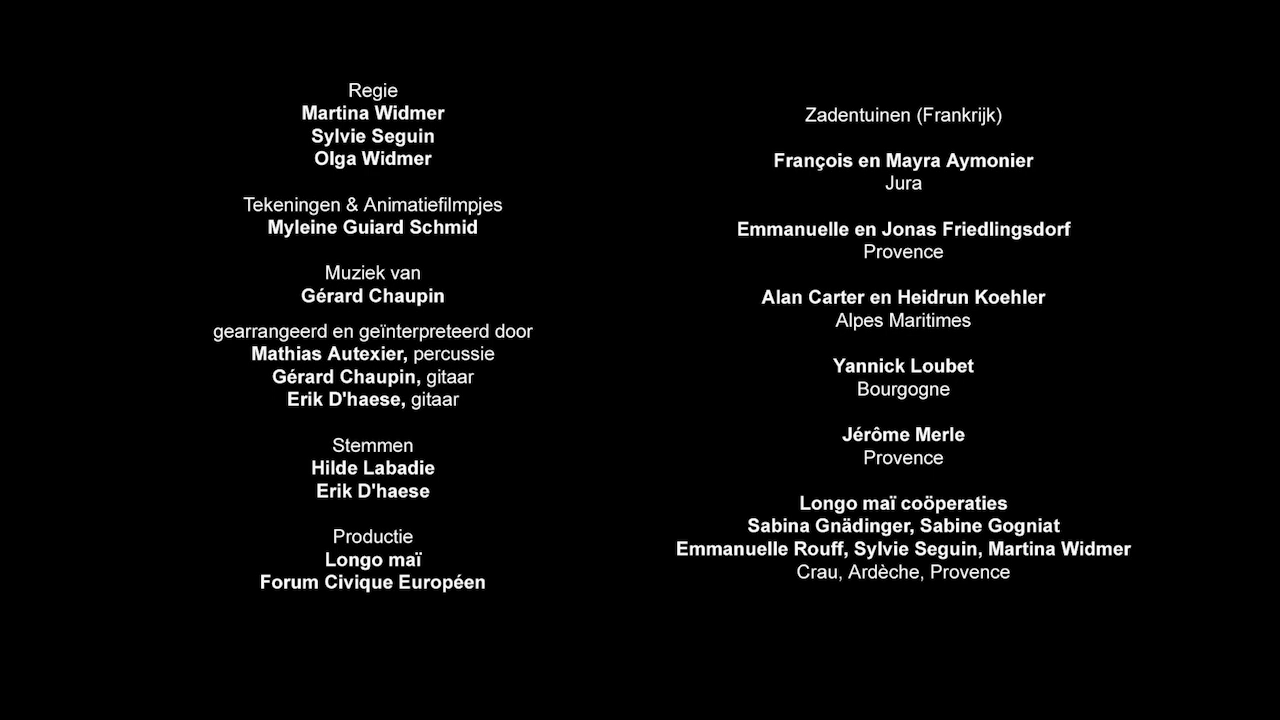 Regie
Martina Widmer
Sylvie Seguin
Olga Widmer
Tekeningen & Animatiefilmpjes
Myleine Guiard Schmid
Muziek van
Gérard Chaupin
gearrangeerd en geïnterpreteerd door
Mathias Autexier, percussie
Gérard Chaupin, gitaar
Erik D'haese, gitaar
Stemmen
Hilde Labadie
Erik D'haese
Productie
Longo maï
Forum Civique Européen
Zadentuinen (Frankrijk)
François en Mayra Aymonier
Jura
Emmanuelle en Jonas Friedlingsdorf
Provence
Alan Carter en Heidrun Koehler
Alpes Maritimes
Yannick Loubet
Bourgogne
Jérôme Merle
Provence
Longo maï coöperaties
Sabina Gnädinger, Sabine Gogniat
Emmanuelle Rouff, Sylvie Seguin, Martina Widmer
Crau, Ardèche, Provence